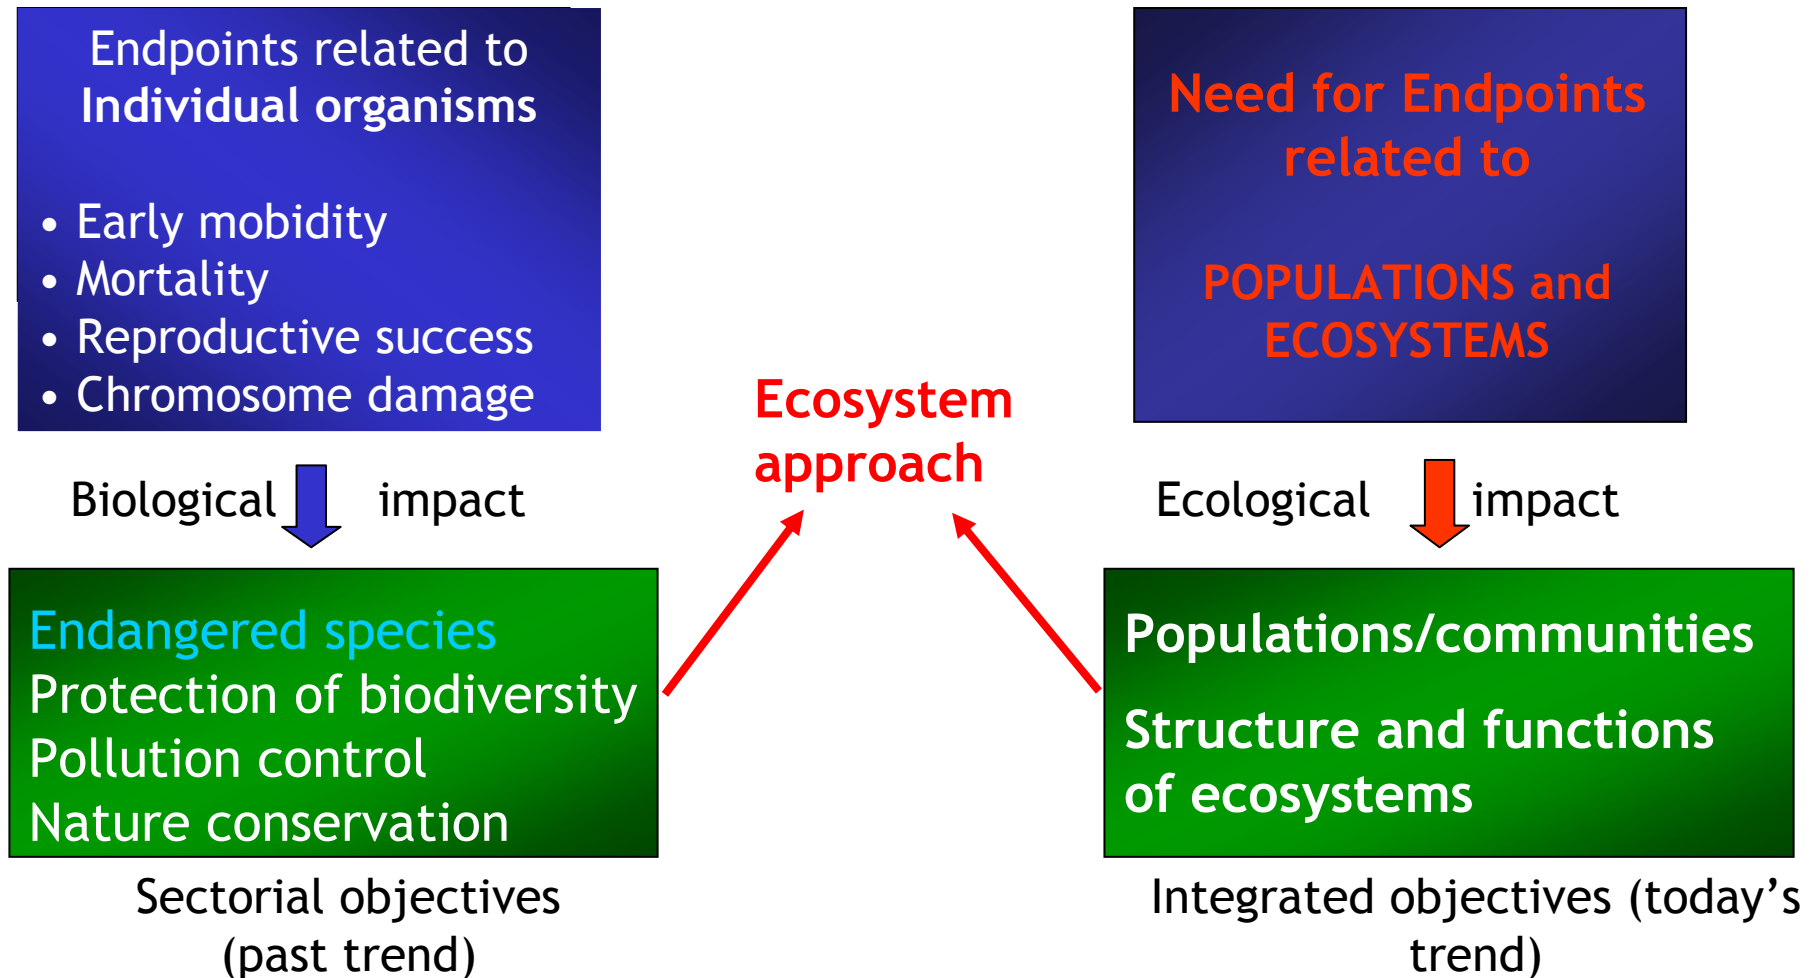 Endpoints related to
Individual organisms
• Early mobidity
• Mortality
• Reproductive success
• Chromosome damage
Biological impact
Endangered species
Protection of biodiversity
Pollution control
Nature conservation
Sectorial objectives
(past trend)
Ecosystem
approach
Need for Endpoints
related to
POPULATIONS and
ECOSYSTEMS
Ecological impact
Populations/communities
Structure and functions
of ecosystems
Integrated objectives (today’s
trend)